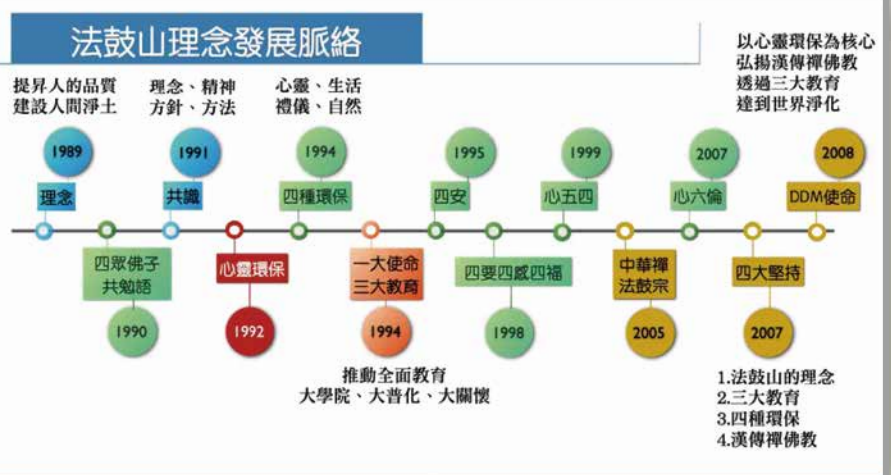 法鼓山理念發展脈絡
以心靈環保為核心
弘揚漢傳禪佛教
透過三大教育
達到世界淨化
提昇人的品質
建設人間淨土
理念、精神
方針、方法
心靈、生活
禮儀、自然
1989
1991
1994
1995
1999
2007
2008
理念
共識
四種環保
四安
心五四
心六倫
DDM使命
四眾佛子
共勉語
心靈環保
一大使命
三大教育
四要四感四福
中華禪
法鼓宗
四大堅持
1990
1992
1994
1998
2005
2007
推動全面教育
大學院、大普化、大關懷
1.法鼓山的理念
2.三大教育
3.四種環保
4.漢傳禪佛教